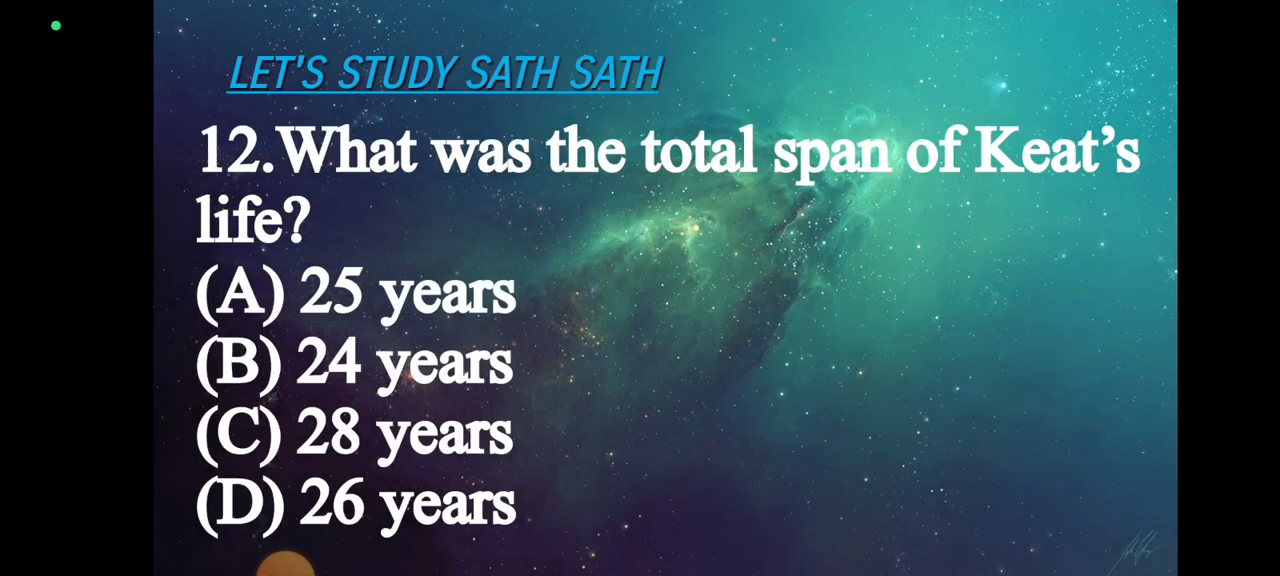 LET'S STUDY SATH SATH
12.What was the total span of Keat’s
life?
(A) 25 years
(B) 24 years
(C) 28 years
(D) 26 years